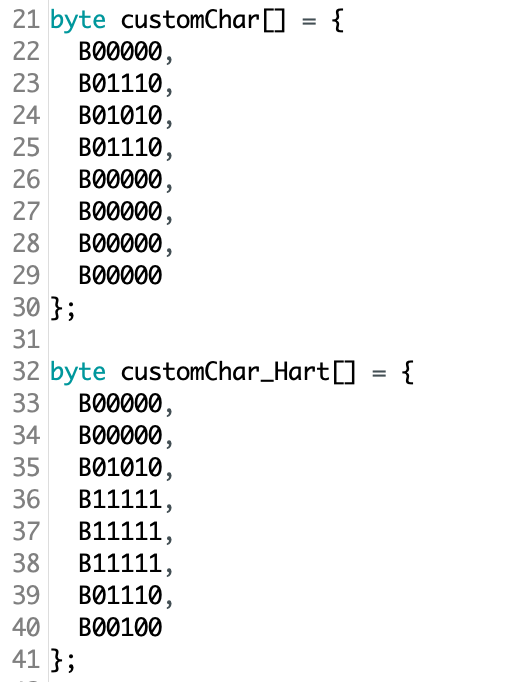 21 byte customChar[] = {
22   B00000,
23   B01110,
24   B01010,
25   B01110,
26   B00000,
27   B00000,
28   B00000,
29   B00000
30 };
31
32 byte customChar_Hart[] = {
33   B00000,
34   B00000,
35   B01010,
36   B11111,
37   B11111,
38   B11111,
39   B01110,
40   B00100
41 };